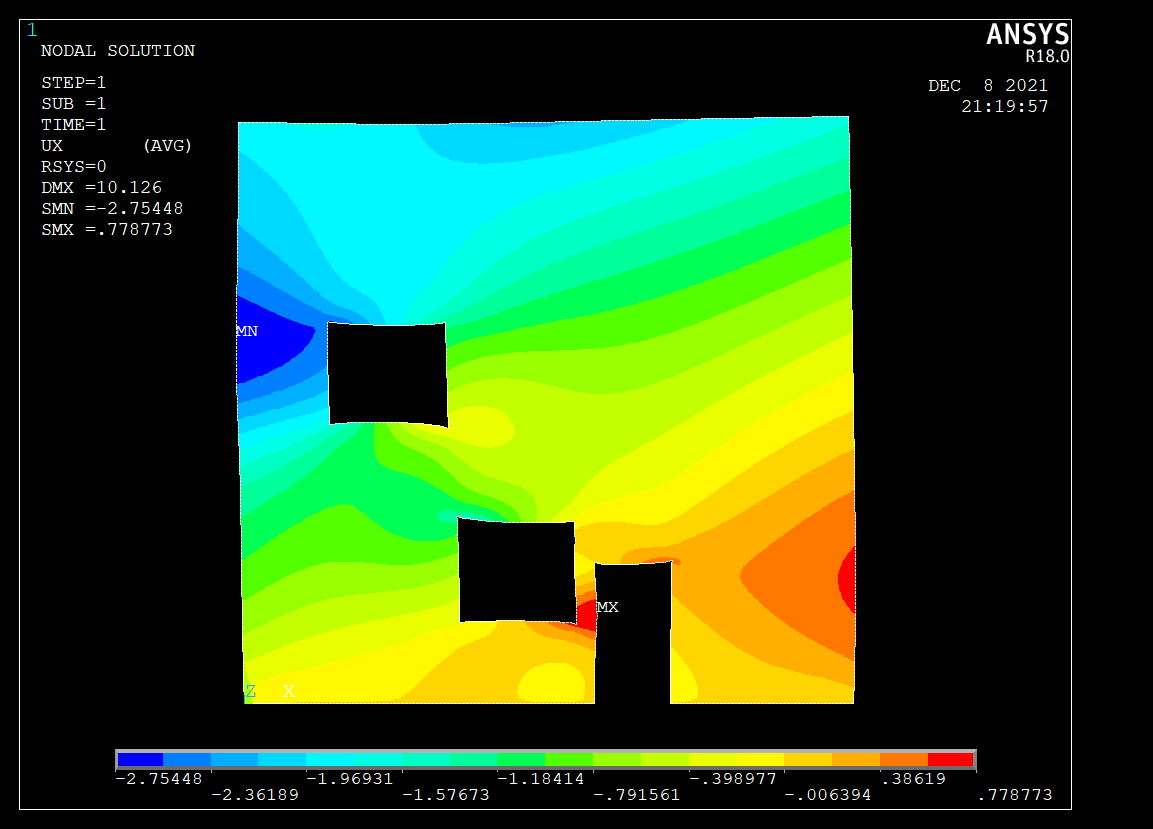 1
NODAL SOLUTION
STEP=1
SUB =1
TIME=1
UX (AVG)
RSYS=0
DMX =10.126
SMN =-2.75448
SMX =.778773
ANSYS
R18.0
DEC 8 2021
21:19:57
MN
MX
Z X
-2.75448 -1.96931 -1.18414 -.398977 .38619
-2.36189 -1.57673 -.791561 -.006394 .778773